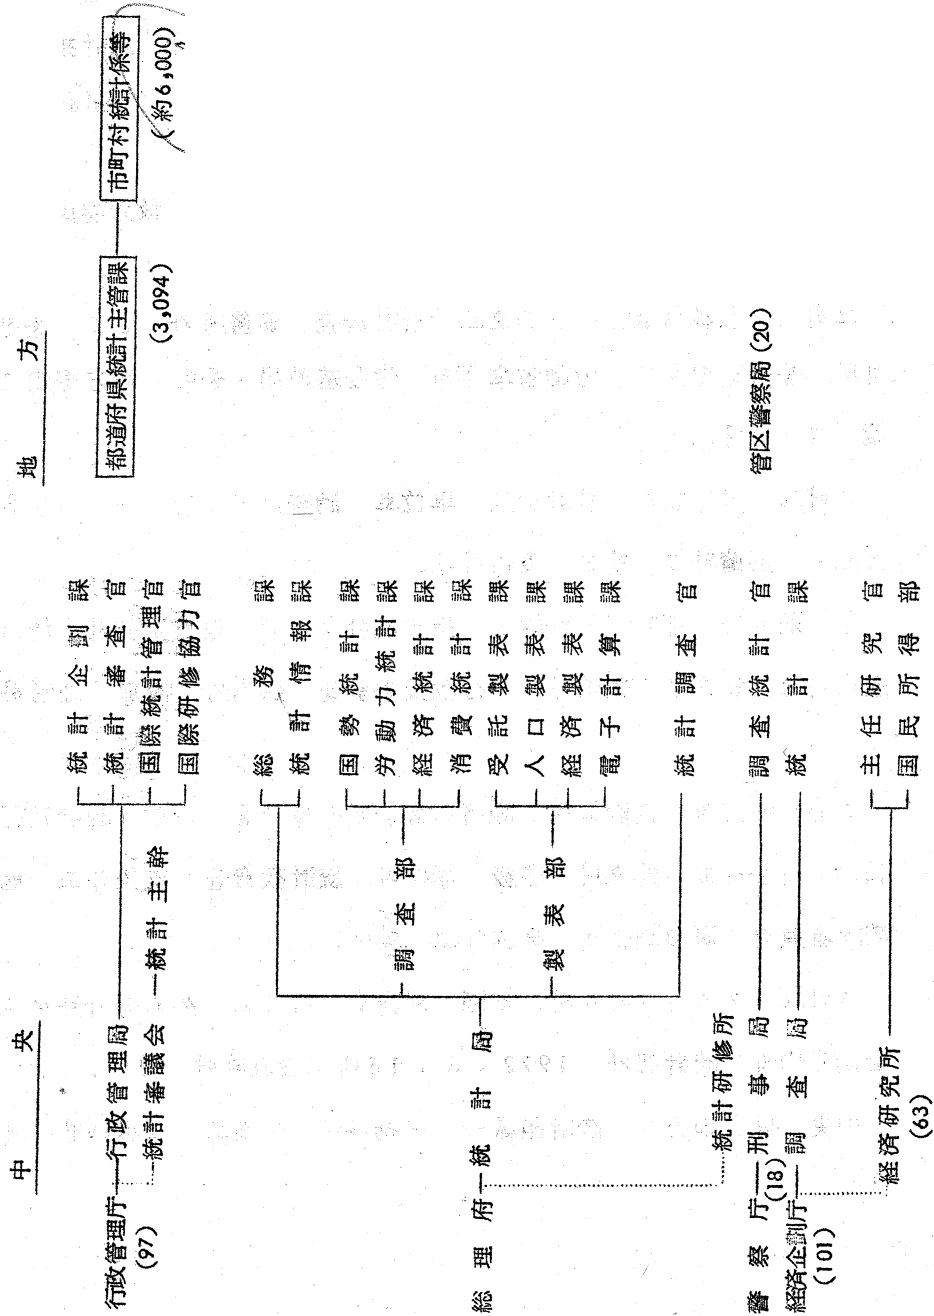 中央
地方
行政管理庁
(97)
行政管理局
統計企画課
統計審査官
国際統計管理官
国際研修協力官
統計審議会
統計主幹
都道府県統計主管課
(3,094)
市町村統計係等
(約6,000)
総理府
統計局
総務課
統計情報課
調査部
国勢統計課
労動力統計課
経済統計課
消費統計課
製表部
受託製表課
人口製表課
経済製表課
電子計算課
統計調査官
統計研修所
警察庁
(18)
刑事局
調査統計官
管区警察局(20)
経済企劃庁
(101)
調査局
統計課
経済研究所
(63)
主任研究官
国民所得部